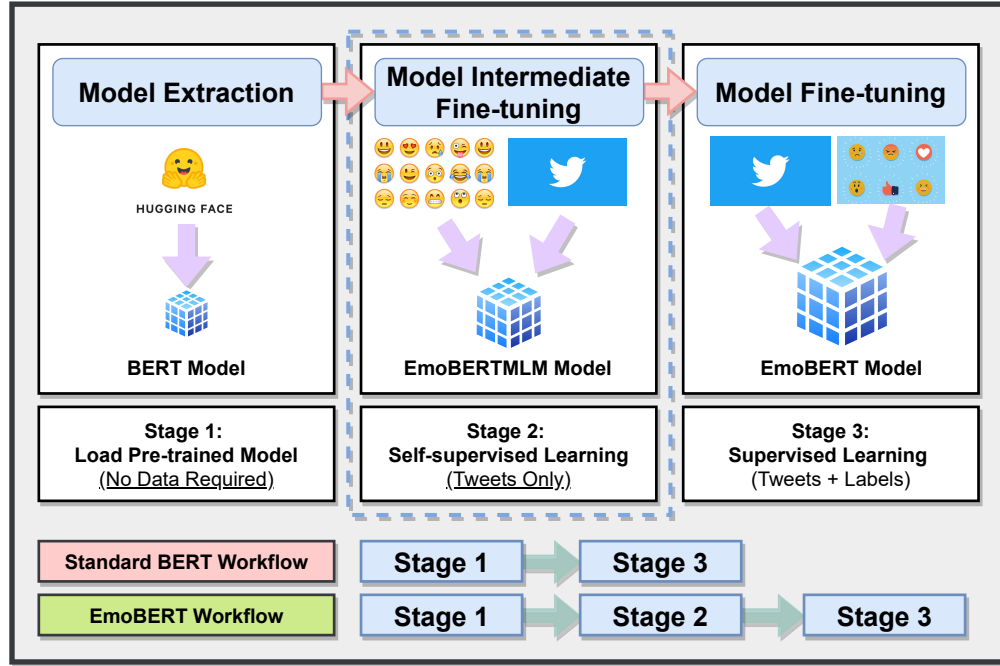 Model Extraction
Model Intermediate
Fine-tuning
Model Fine-tuning
HUGGING FACE
BERT Model
EmoBERTMLM Model
EmoBERT Model
Stage 1:
Load Pre-trained Model
(No Data Required)
Stage 2:
Self-supervised Learning
(Tweets Only)
Stage 3:
Supervised Learning
(Tweets + Labels)
Standard BERT Workflow
Stage 1
Stage 3
EmoBERT Workflow
Stage 1
Stage 2
Stage 3